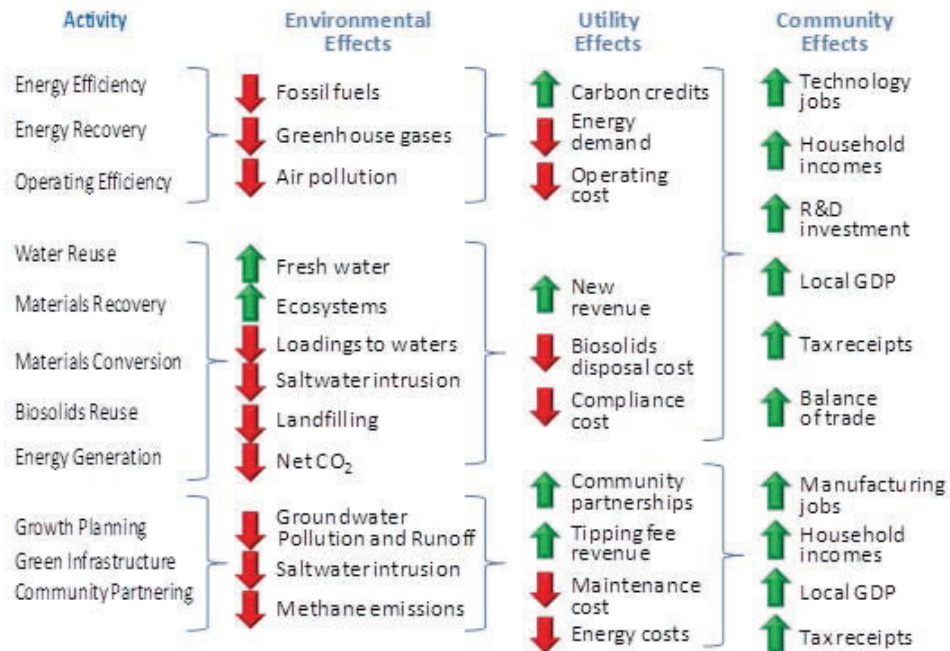 Activity
Environmental
Effects
Utility
Effects
Community
Effects
Energy Efficiency
Energy Recovery
Operating Efficiency
Fossil fuels
Greenhouse gases
Air pollution
Carbon credits
Energy
demand
Operating
cost
Technology
jobs
Household
incomes
R&D
investment
Local GDP
Tax receipts
Balance
of trade
Water Reuse
Materials Recovery
Materials Conversion
Biosolids Reuse
Energy Generation
Fresh water
Ecosystems
Loadings to waters
Saltwater intrusion
Landfilling
Net CO₂
New
revenue
Biosolids
disposal cost
Compliance
cost
Growth Planning
Green Infrastructure
Community Partnering
Groundwater
Pollution and Runoff
Saltwater intrusion
Methane emissions
Community
partnerships
Tipping fee
revenue
Maintenance
cost
Energy costs
Manufacturing
jobs
Household
incomes
Local GDP
Tax receipts